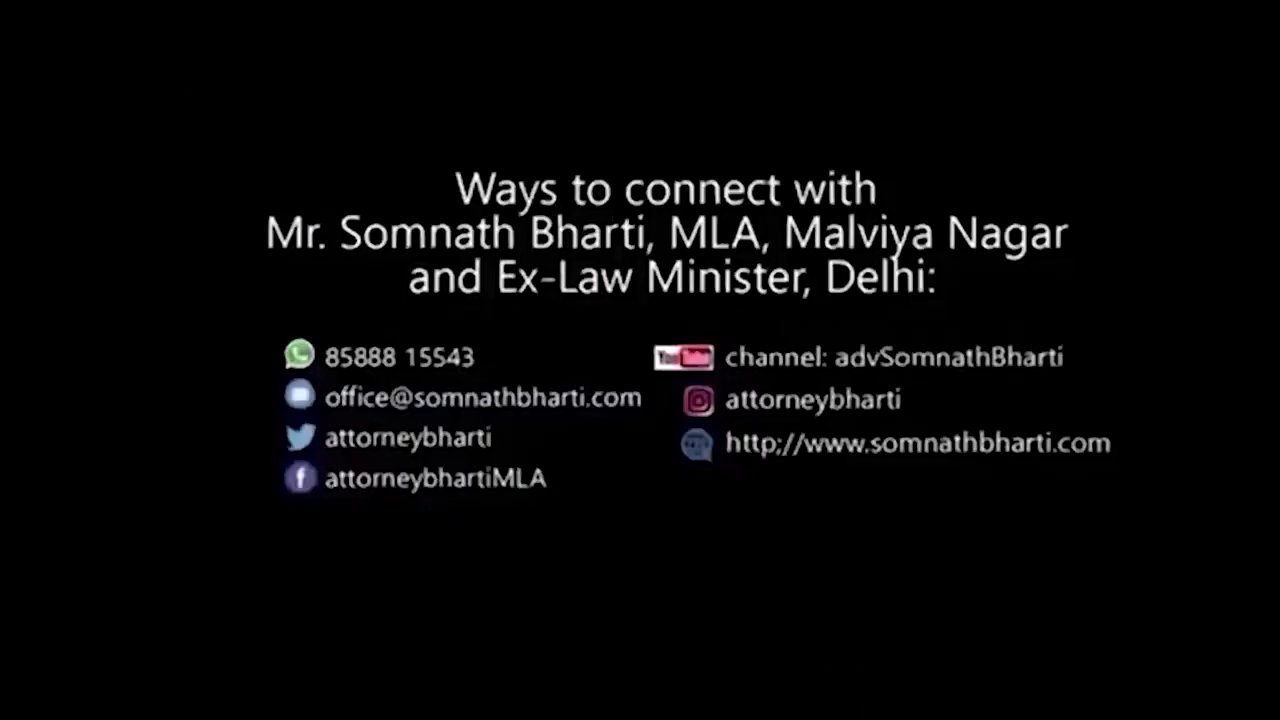 Ways to connect with
Mr. Somnath Bharti, MLA, Malviya Nagar
and Ex-Law Minister, Delhi:
85888 15543
office@somnathbharti.com
attorneybharti
attorneybhartiMLA
YouTube channel: advSomnathBharti
attorneybharti
http://www.somnathbharti.com